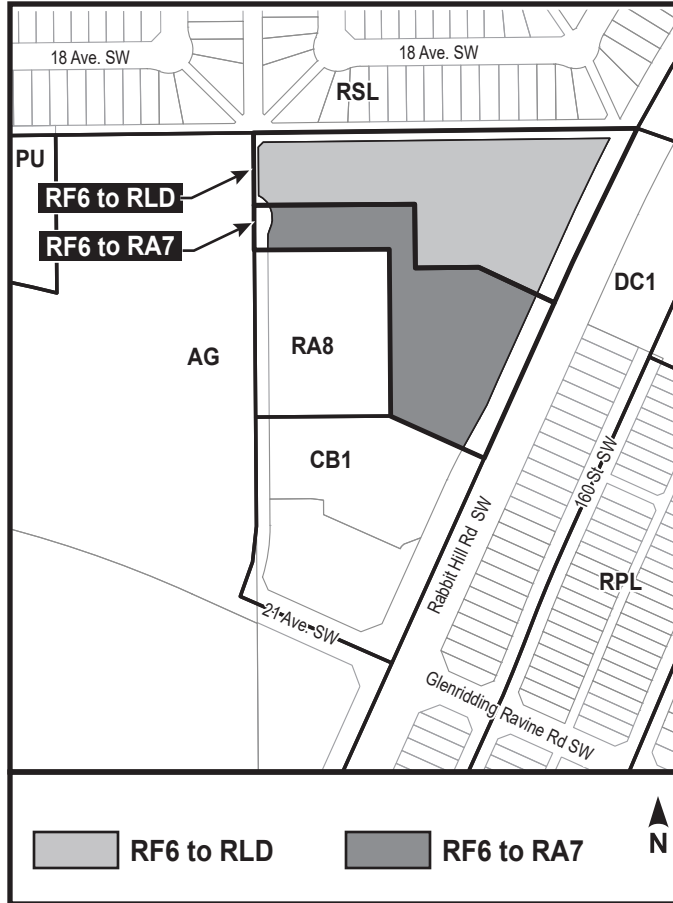 18 Ave. SW
18 Ave. SW
RSL
PU
RF6 to RLD
RF6 to RA7
DC1
AG
RA8
CB1
160 St. SW
Rabbit Hill Rd SW
RPL
21 Ave. SW
Glenridding Ravine Rd SW
RF6 to RLD
RF6 to RA7
N